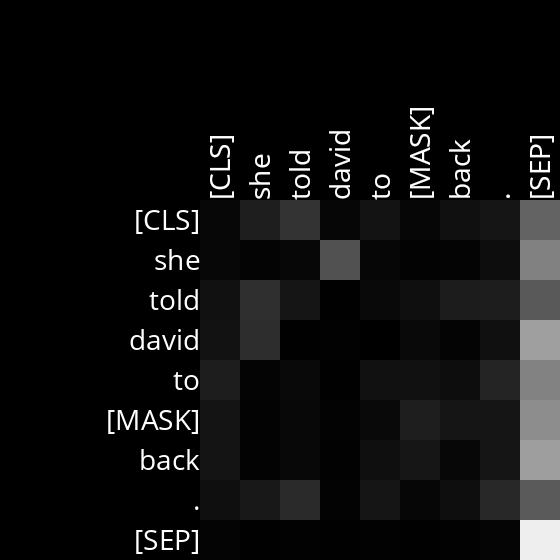 [CLS] she told david to [MASK] back . [SEP]
[CLS]
she
told
david
to
[MASK]
back
.
[SEP]